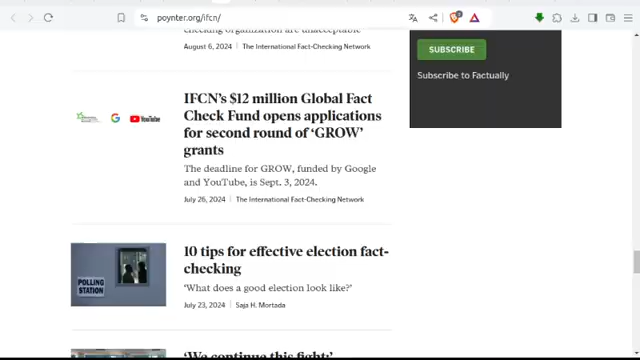 poynter.org/ifcn/
checking organization are unacceptable
August 6, 2024 | The International Fact-Checking Network
SUBSCRIBE
Subscribe to Factually
IFCN's $12 million Global Fact
Check Fund opens applications
for second round of 'GROW'
grants
YouTube
The deadline for GROW, funded by Google
and YouTube, is Sept. 3, 2024.
July 26, 2024 | The International Fact-Checking Network
10 tips for effective election fact-
checking
POLLING
STATION
'What does a good election look like?'
July 23, 2024 | Saja H. Mortada
'We continue this fight:'